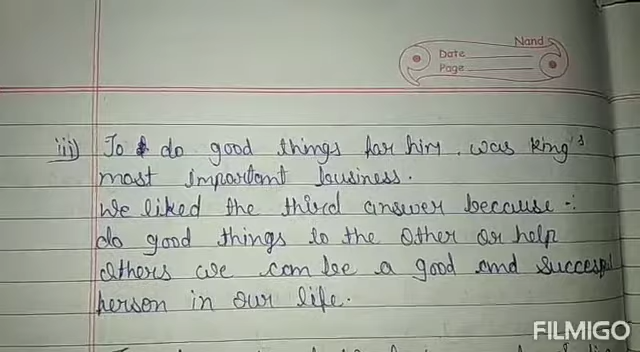 Nand
Date
Page
iii) To do good things for him. was king's
most important business.
We liked the third answer because -:
do good things to the other or help
others we can be a good and succesful
person in our life.
FILMIGO